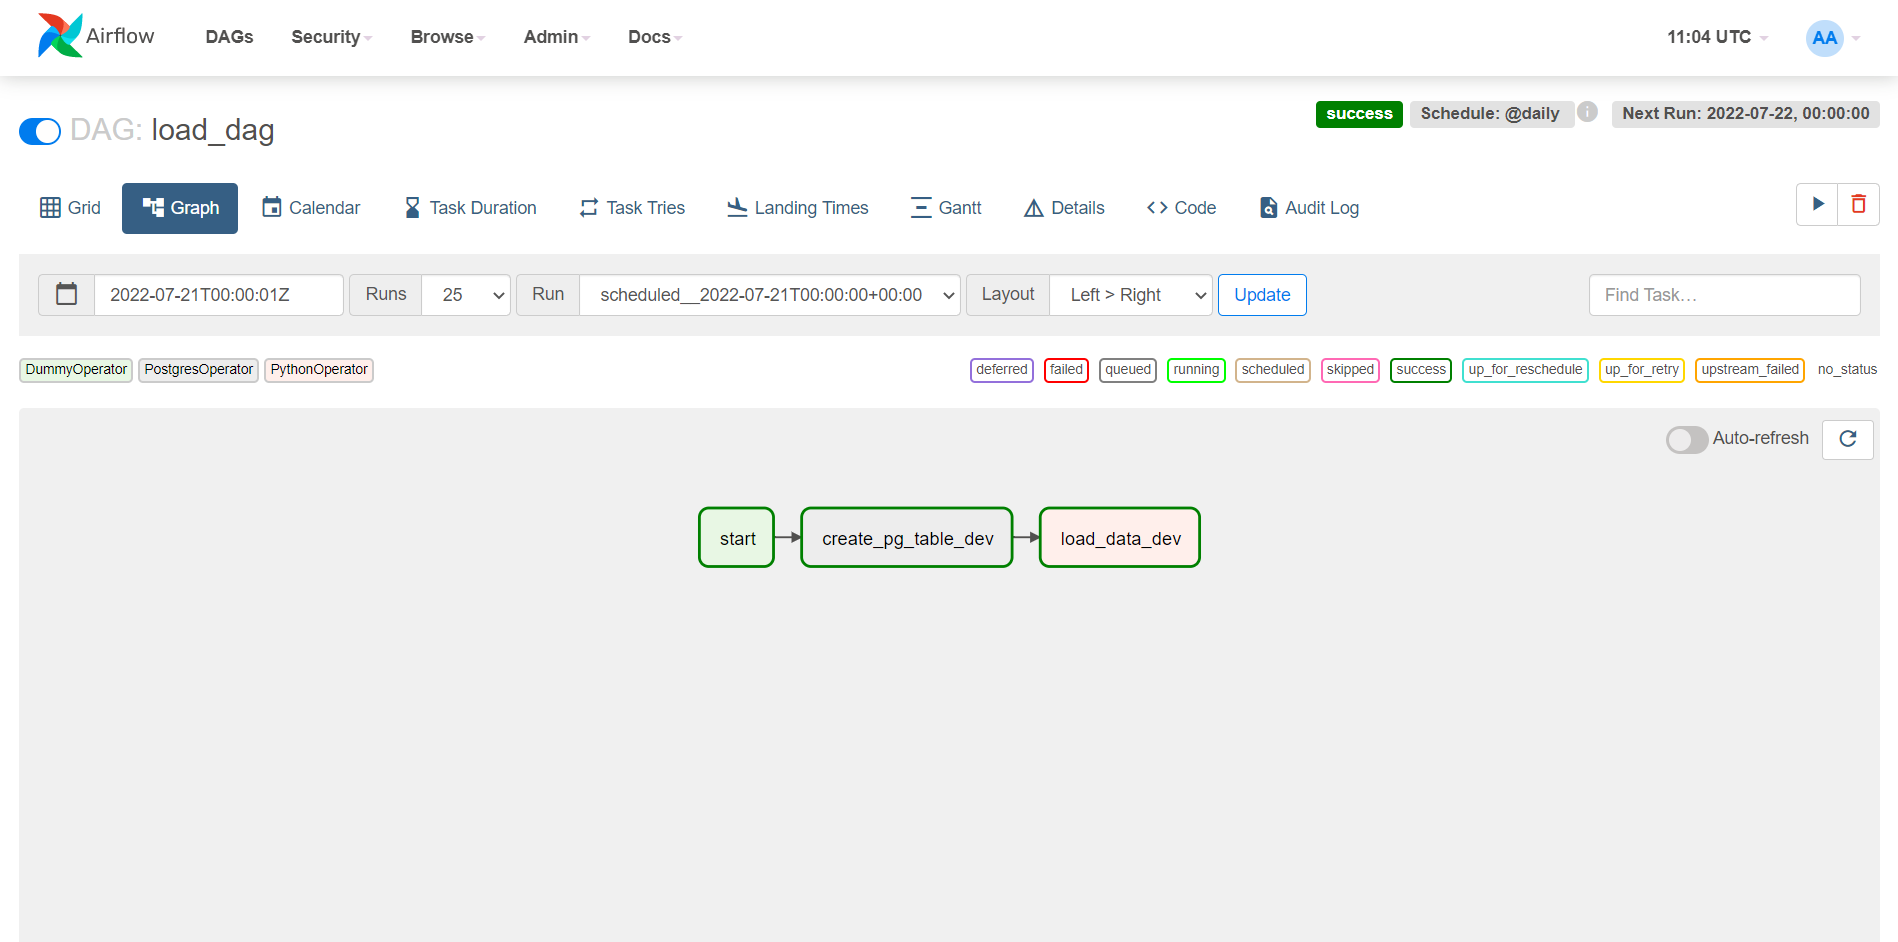 Airflow DAGs Security Browse Admin Docs 11:04 UTC AA
success Schedule: @daily i Next Run: 2022-07-22, 00:00:00
DAG: load_dag
Grid Graph Calendar Task Duration Task Tries Landing Times Gantt Details Code Audit Log
2022-07-21T00:00:01Z Runs 25 Run scheduled__2022-07-21T00:00:00+00:00 Layout Left > Right Update Find Task…
DummyOperator PostgresOperator PythonOperator deferred failed queued running scheduled skipped success up_for_reschedule up_for_retry upstream_failed no_status
Auto-refresh
start create_pg_table_dev load_data_dev